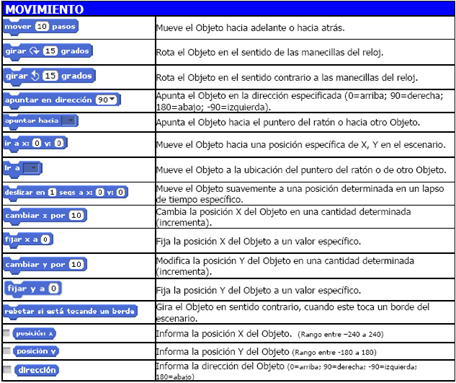 MOVIMIENTO
mover 10 pasos
Mueve el Objeto hacia adelante o hacia atrás.
girar 15 grados
Rota el Objeto en el sentido de las manecillas del reloj.
girar 15 grados
Rota el Objeto en el sentido contrario a las manecillas del reloj.
apuntar en dirección 90
Apunta el Objeto en la dirección especificada (0=arriba; 90=derecha;
180=abajo; -90=izquierda).
apuntar hacia
Apunta el Objeto hacia el puntero del ratón o hacia otro Objeto.
ir a x: 0 y: 0
Mueve el Objeto hacia una posición específica de X, Y en el escenario.
ir a
Mueve el Objeto a la ubicación del puntero del ratón o de otro Objeto.
deslizar en 1 segs a x: 0 y: 0
Mueve el Objeto suavemente a una posición determinada en un lapso
de tiempo específico.
cambiar x por 10
Cambia la posición X del Objeto en una cantidad determinada
(incrementa).
fijar x a 0
Fija la posición X del Objeto a un valor específico.
cambiar y por 10
Modifica la posición Y del Objeto en una cantidad determinada
(incrementa).
fijar y a 0
Fija la posición Y del Objeto a un valor específico.
rebotar si está tocando un borde
Gira el Objeto en sentido contrario, cuando este toca un borde del
escenario.
posición x
Informa la posición X del Objeto. (Rango entre -240 a 240)
posición y
Informa la posición Y del Objeto (Rango entre -180 a 180)
dirección
Informa la dirección del Objeto (0=arriba; 90=derecha; -90=izquierda;
180=abajo)